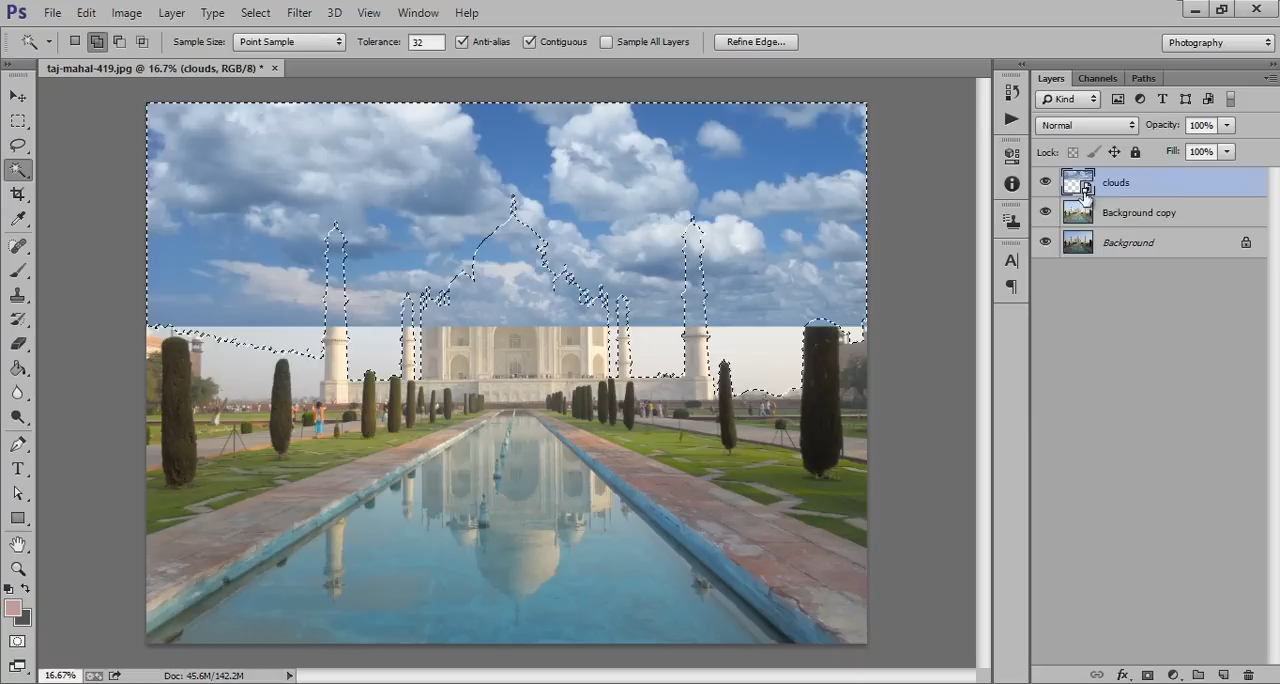 Ps File Edit Image Layer Type Select Filter 3D View Window Help
Sample Size: Point Sample Tolerance: 32 Anti-alias Contiguous Sample All Layers Refine Edge... Photography
taj-mahal-419.jpg @ 16.7% (clouds, RGB/8) * ×
Layers Channels Paths
Kind
Normal Opacity: 100%
Lock: Fill: 100%
clouds
Background copy
Background
16.67% Doc: 45.6M/142.2M